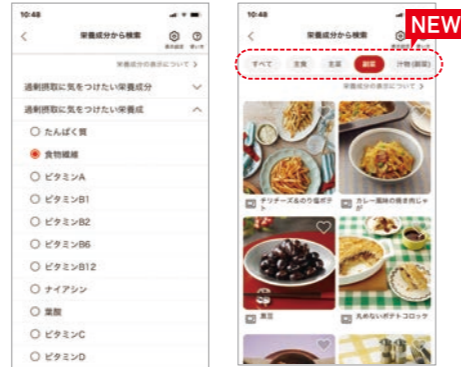 10:48
栄養成分から検索
表示設定 使い方
栄養成分の表示について
過剰摂取に気をつけたい栄養成分
過剰摂取に気をつけたい栄養成
たんぱく質
食物繊維
ビタミンA
ビタミンB1
ビタミンB2
ビタミンB6
ビタミンB12
ナイアシン
葉酸
ビタミンC
ビタミンD
NEW
10:48
栄養成分から検索
表示設定 使い方
すべて 主食 主菜 副菜 汁物(副菜)
栄養成分の表示について
チリチーズ&のり塩ポテ
ト
カレー風味の焼き肉じゃ
が
黒豆
丸めないポテトコロッケ